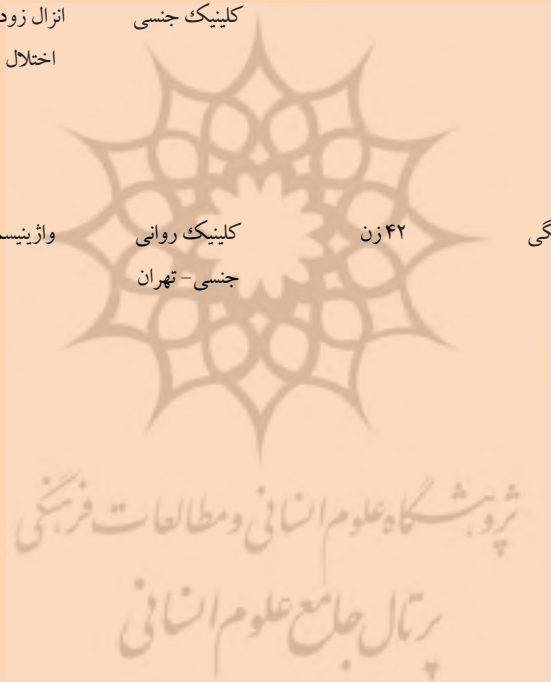 کلینیک جنسی انزال زود
اختلال
گی ۴۲ زن کلینیک روانی واژینیسم
جنسی – تهران
پژوهشگاه علوم انسانی و مطالعات فرهنگی
پرتال جامع علوم انسانی